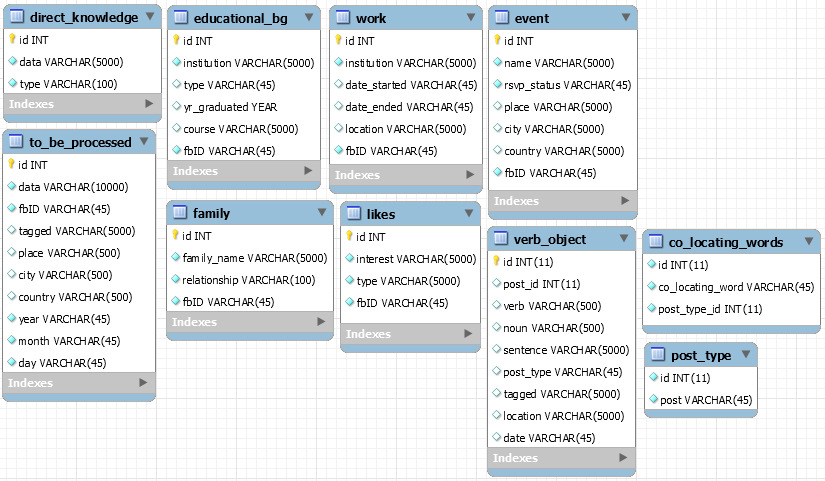 direct_knowledge
id INT
data VARCHAR(5000)
type VARCHAR(100)
Indexes
educational_bg
id INT
institution VARCHAR(5000)
type VARCHAR(45)
yr_graduated YEAR
course VARCHAR(5000)
fbID VARCHAR(45)
Indexes
work
id INT
institution VARCHAR(5000)
date_started VARCHAR(45)
date_ended VARCHAR(45)
location VARCHAR(5000)
fbID VARCHAR(45)
Indexes
event
id INT
name VARCHAR(5000)
rsvp_status VARCHAR(45)
place VARCHAR(5000)
city VARCHAR(5000)
country VARCHAR(5000)
fbID VARCHAR(45)
Indexes
to_be_processed
id INT
data VARCHAR(10000)
fbID VARCHAR(45)
tagged VARCHAR(5000)
place VARCHAR(500)
city VARCHAR(500)
country VARCHAR(500)
year VARCHAR(45)
month VARCHAR(45)
day VARCHAR(45)
Indexes
family
id INT
family_name VARCHAR(5000)
relationship VARCHAR(100)
fbID VARCHAR(45)
Indexes
likes
id INT
interest VARCHAR(5000)
type VARCHAR(5000)
fbID VARCHAR(45)
Indexes
verb_object
id INT(11)
post_id INT(11)
verb VARCHAR(500)
noun VARCHAR(500)
sentence VARCHAR(5000)
post_type VARCHAR(45)
tagged VARCHAR(5000)
location VARCHAR(5000)
date VARCHAR(45)
Indexes
co_locating_words
id INT(11)
co_locating_word VARCHAR(45)
post_type_id INT(11)
post_type
id INT(11)
post VARCHAR(45)